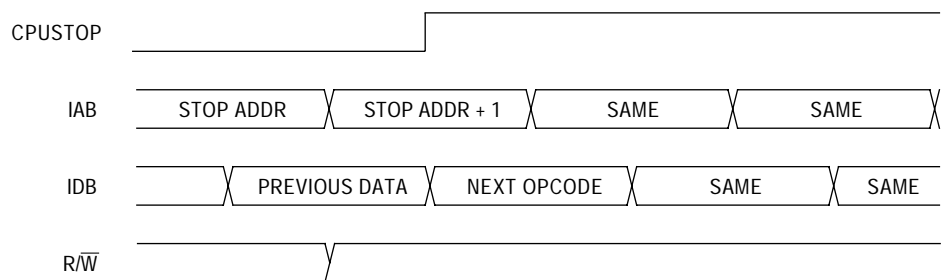 CPUSTOP
IAB STOP ADDR STOP ADDR + 1 SAME SAME
IDB PREVIOUS DATA NEXT OPCODE SAME SAME
R/W̅